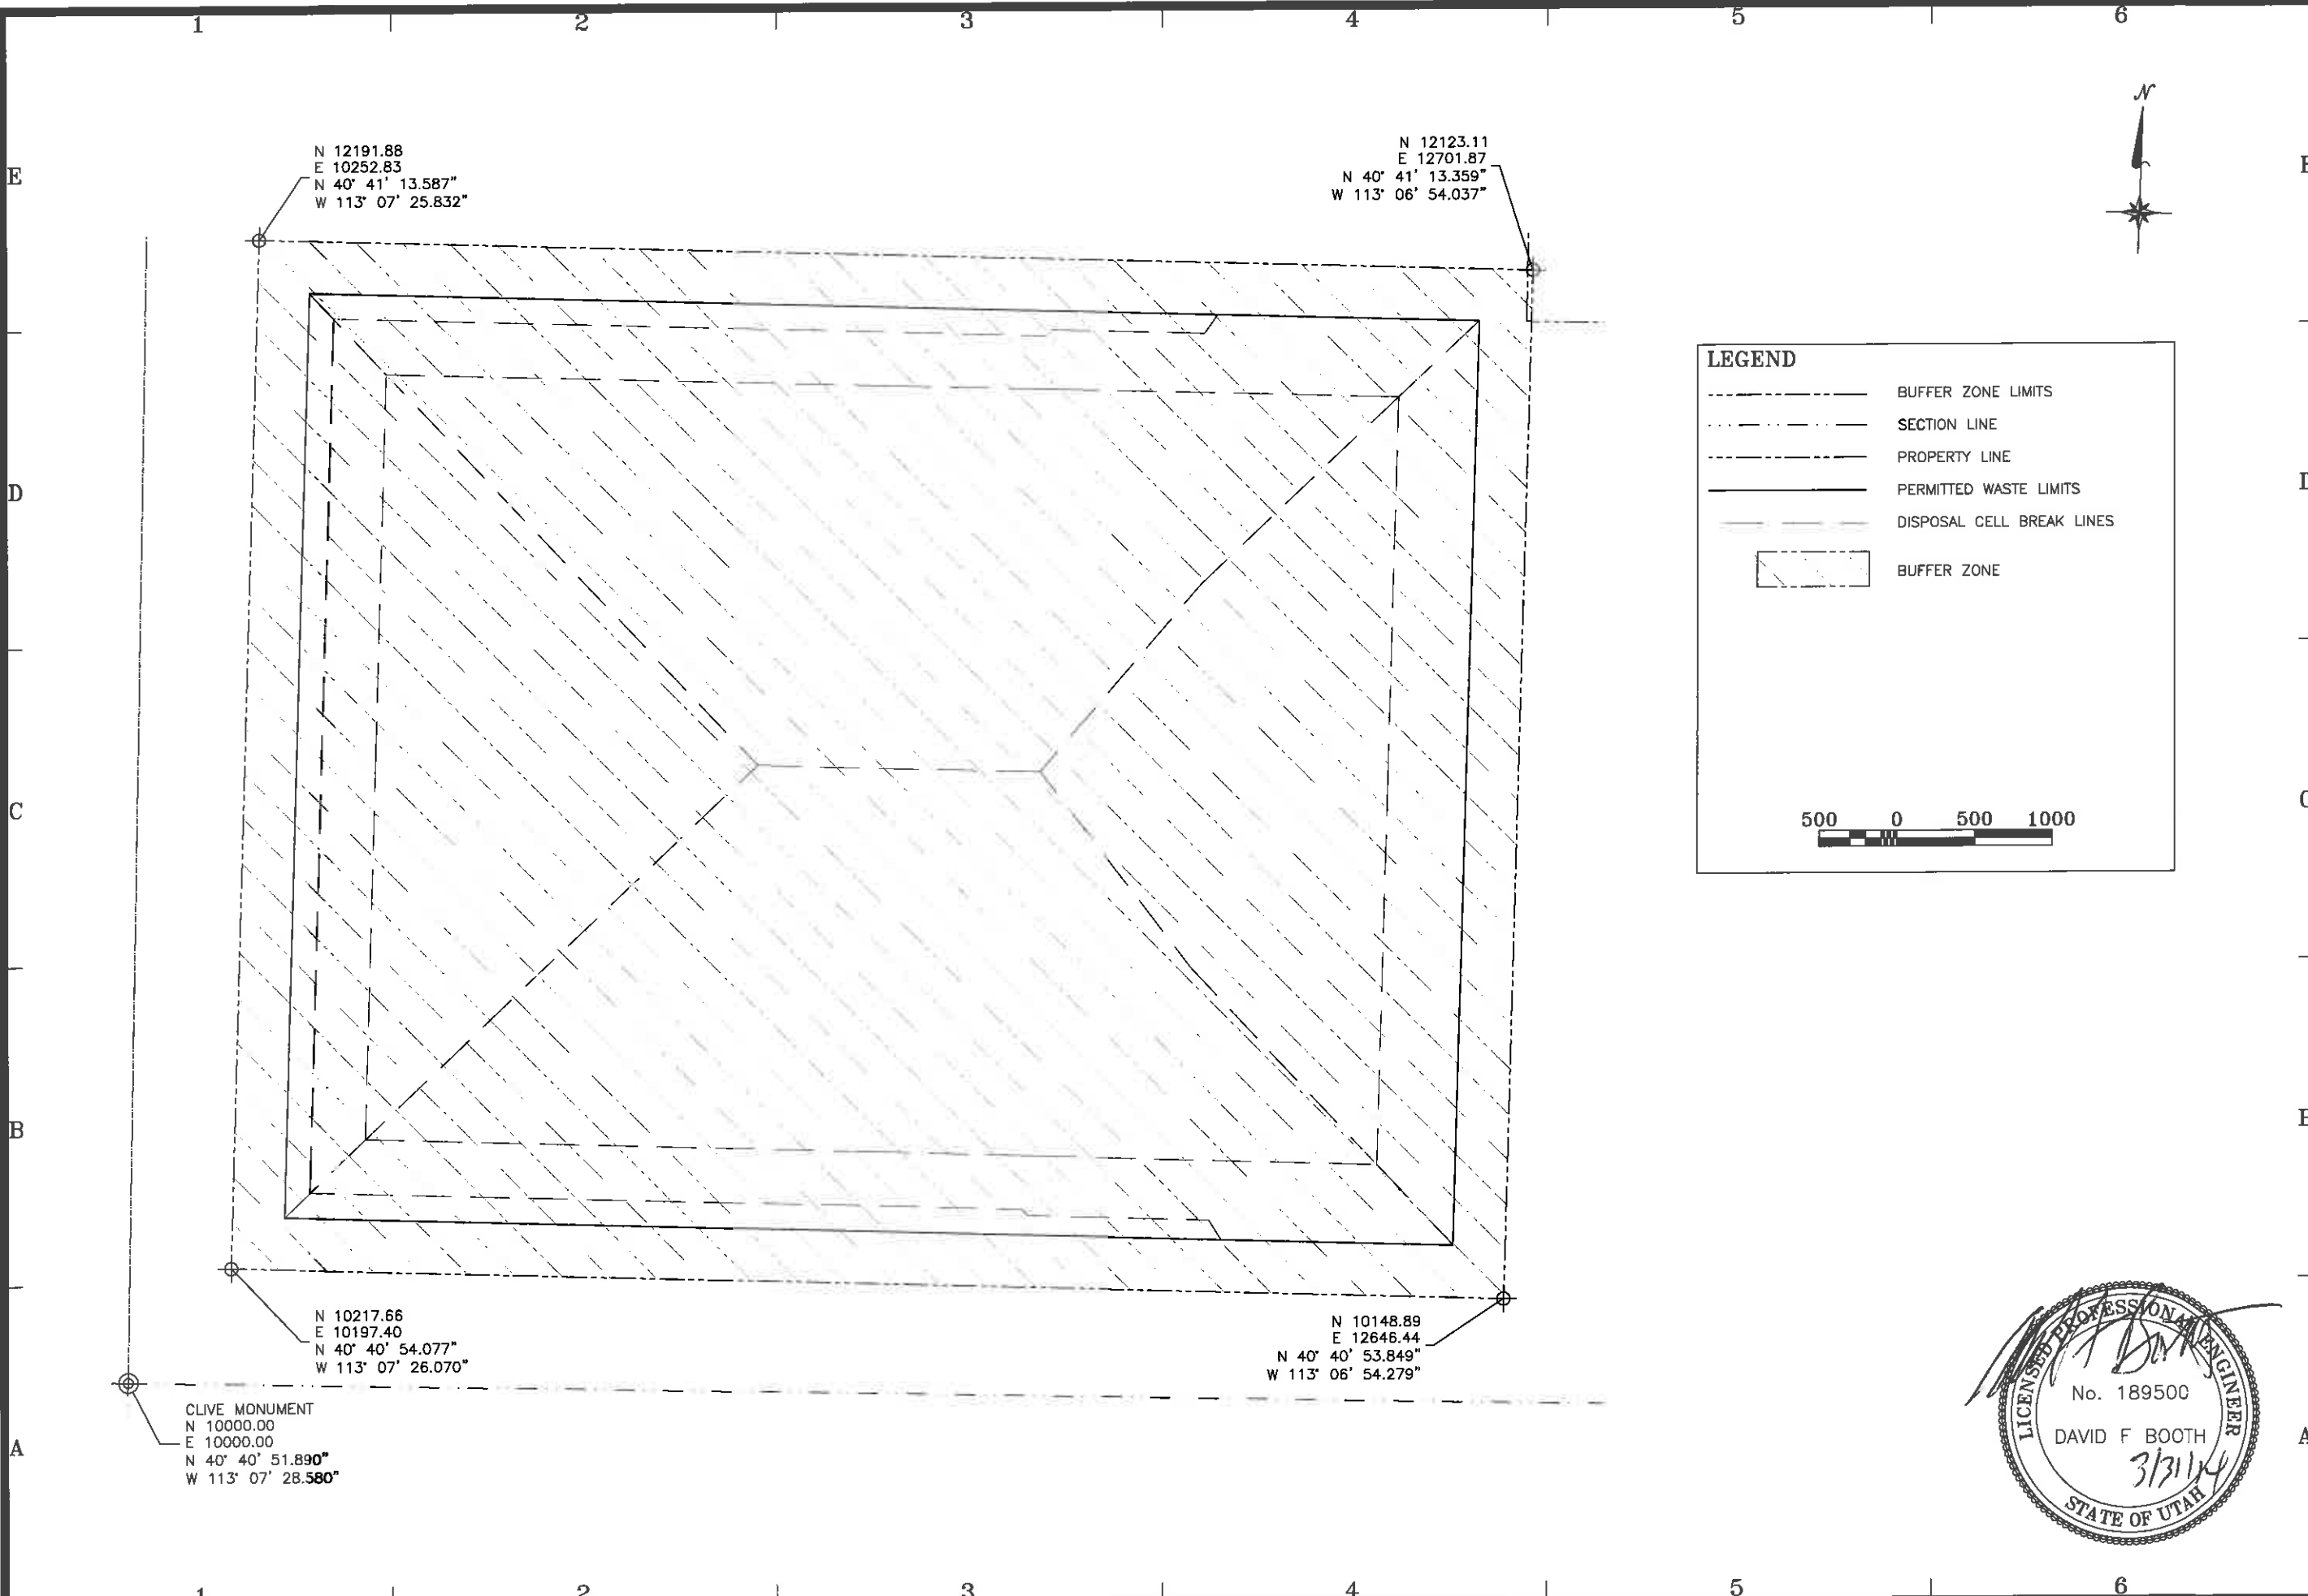 1 2 3 4 5 6
N
N 12191.88
E 10252.83
N 40° 41' 13.587"
W 113° 07' 25.832"
N 12123.11
E 12701.87
N 40° 41' 13.359"
W 113° 06' 54.037"
E
D
C
B
A
LEGEND
BUFFER ZONE LIMITS
SECTION LINE
PROPERTY LINE
PERMITTED WASTE LIMITS
DISPOSAL CELL BREAK LINES
BUFFER ZONE
500 0 500 1000
N 10217.66
E 10197.40
N 40° 40' 54.077"
W 113° 07' 26.070"
N 10148.89
E 12646.44
N 40° 40' 53.849"
W 113° 06' 54.279"
CLIVE MONUMENT
N 10000.00
E 10000.00
N 40° 40' 51.890"
W 113° 07' 28.580"
LICENSED PROFESSIONAL ENGINEER
No. 189500
DAVID F BOOTH
3/31/14
STATE OF UTAH
1 2 3 4 5 6